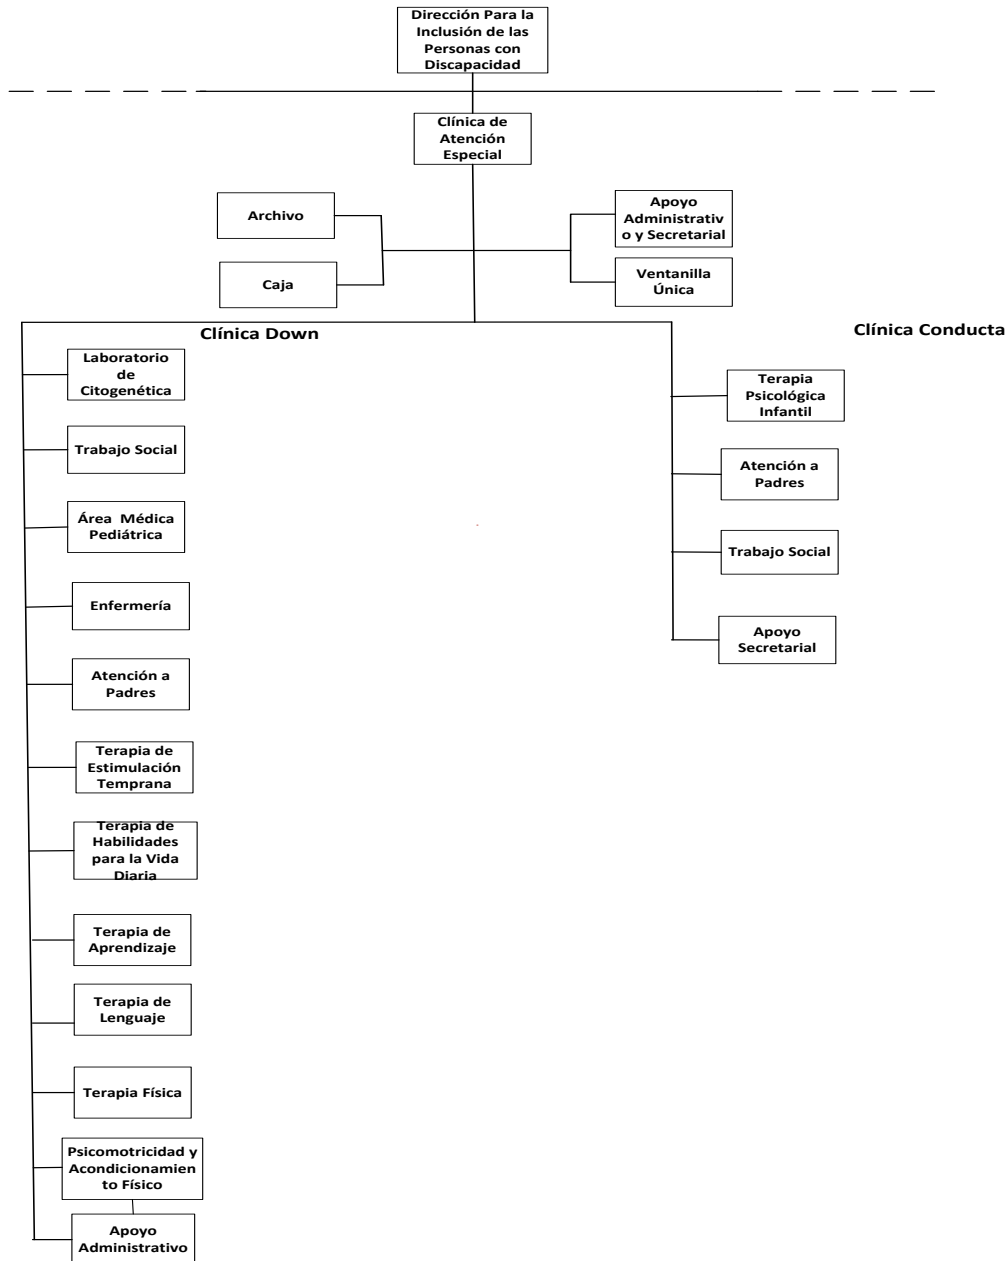 Dirección Para la
Inclusión de las
Personas con
Discapacidad
Clínica de
Atención
Especial
Archivo
Caja
Apoyo
Administrativ
o y Secretarial
Ventanilla
Única
Clínica Down
Laboratorio
de
Citogenética
Trabajo Social
Área Médica
Pediátrica
Enfermería
Atención a
Padres
Terapia de
Estimulación
Temprana
Terapia de
Habilidades
para la Vida
Diaria
Terapia de
Aprendizaje
Terapia de
Lenguaje
Terapia Física
Psicomotricidad y
Acondicionamien
to Físico
Apoyo
Administrativo
Clínica Conducta
Terapia
Psicológica
Infantil
Atención a
Padres
Trabajo Social
Apoyo
Secretarial